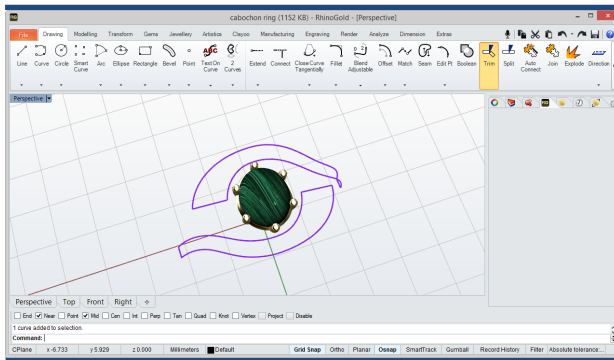 cabochon ring (1152 KB) - RhinoGold - [Perspective]
File Drawing Modelling Transform Gems Jewellery Artistics Clayoo Manufacturing Engraving Render Analyze Dimension Extras
ABC
Line Curve Circle Smart Curve Arc Ellipse Rectangle Bevel Point Text On Curve 2 Curves Extend Connect Close Curve Tangentially Fillet Blend Adjustable Offset Match Seam Edit Pt Boolean Trim Split Auto Connect Join Explode Direction
Perspective
Perspective Top Front Right
End Near Point Mid Cen Int Perp Tan Quad Knot Vertex Project Disable
1 curve added to selection.
Command:
CPlane x -6.733 y 5.929 z 0.000 Millimeters Default Grid Snap Ortho Planar Osnap SmartTrack Gumball Record History Filter Absolute tolerance:...